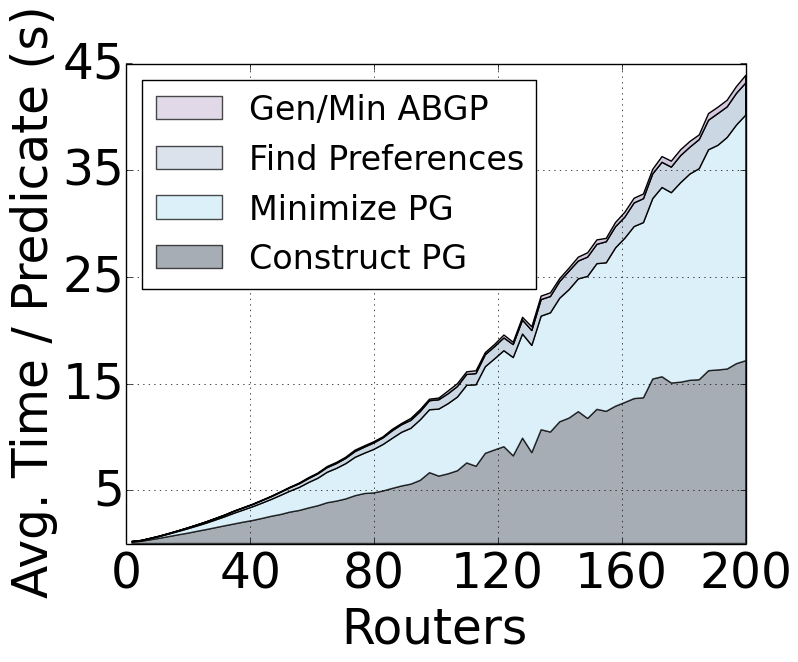 Avg. Time / Predicate (s)
45
35
25
15
5
Gen/Min ABGP
Find Preferences
Minimize PG
Construct PG
0 40 80 120 160 200
Routers